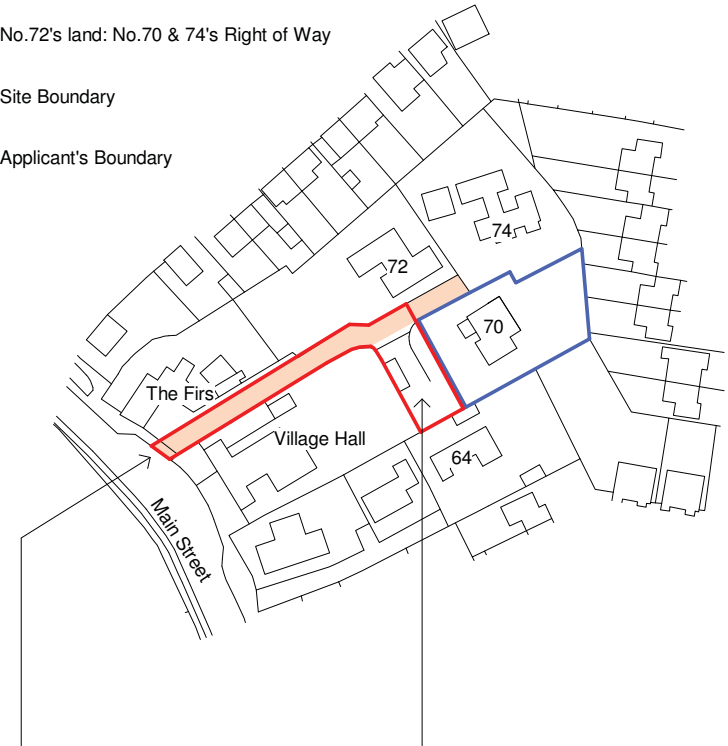 No.72's land: No.70 & 74's Right of Way
Site Boundary
Applicant's Boundary
74
72
70
The Firs
Village Hall
64
Main Street